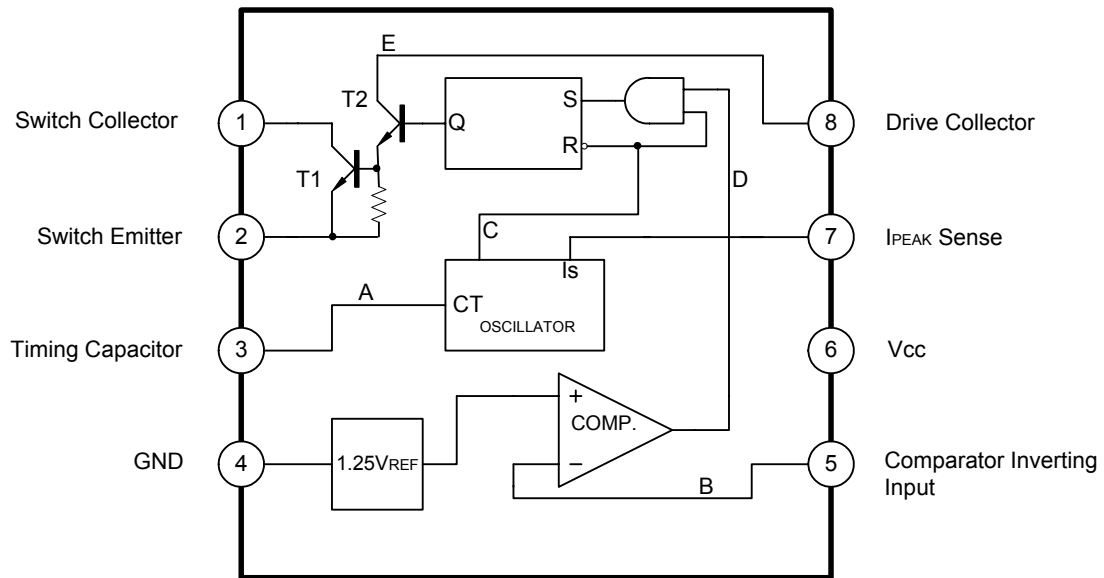 E
T2
S
Switch Collector
1
Q
8
Drive Collector
R
T1
D
Switch Emitter
2
C
7
IPEAK Sense
Is
A
CT
OSCILLATOR
Timing Capacitor
3
6
Vcc
+
COMP.
GND
4
1.25VREF
−
5
Comparator Inverting
Input
B